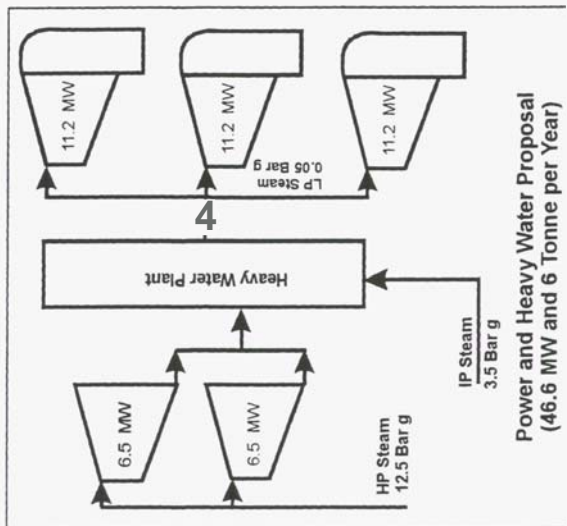 6.5 MW
6.5 MW
HP Steam
12.5 Bar g
IP Steam
3.5 Bar g
Heavy Water Plant
4
LP Steam
0.05 Bar g
11.2 MW
11.2 MW
11.2 MW
Power and Heavy Water Proposal
(46.6 MW and 6 Tonne per Year)